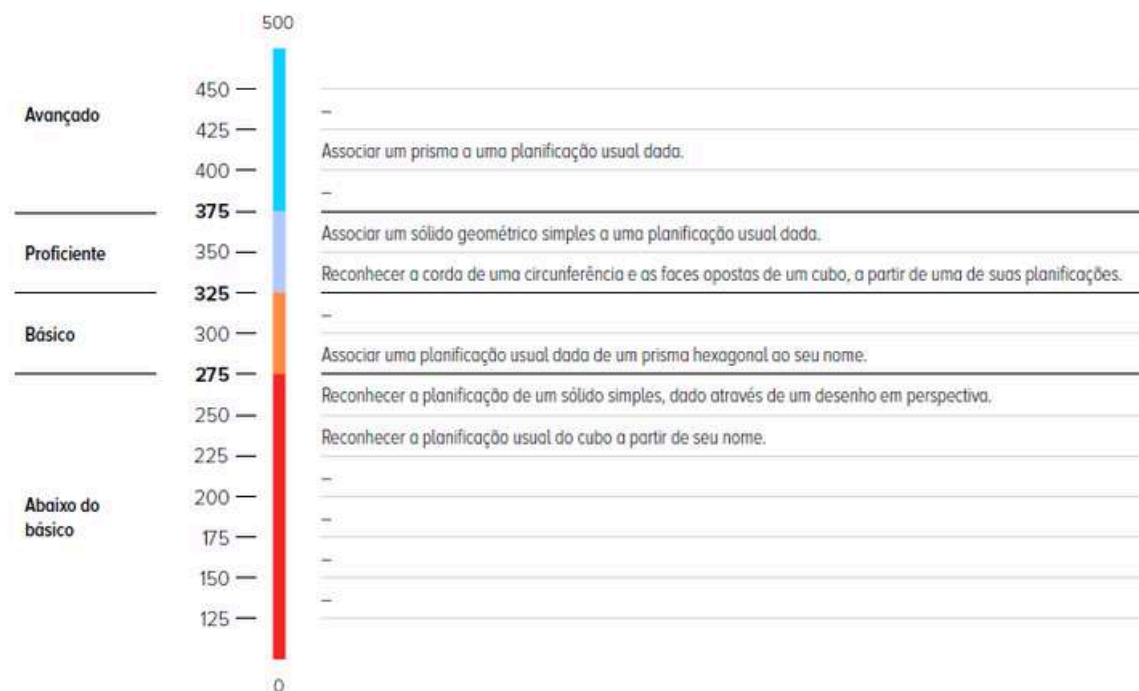 500
450
–
Avançado
425
Associar um prisma a uma planificação usual dada.
400
–
375
Associar um sólido geométrico simples a uma planificação usual dada.
Proficiente
350
Reconhecer a corda de uma circunferência e as faces opostas de um cubo, a partir de uma de suas planificações.
325
–
Básico
300
Associar uma planificação usual dada de um prisma hexagonal ao seu nome.
275
Reconhecer a planificação de um sólido simples, dado através de um desenho em perspectiva.
250
Reconhecer a planificação usual do cubo a partir de seu nome.
225
–
200
Abaixo do
básico
–
175
–
150
–
125
0